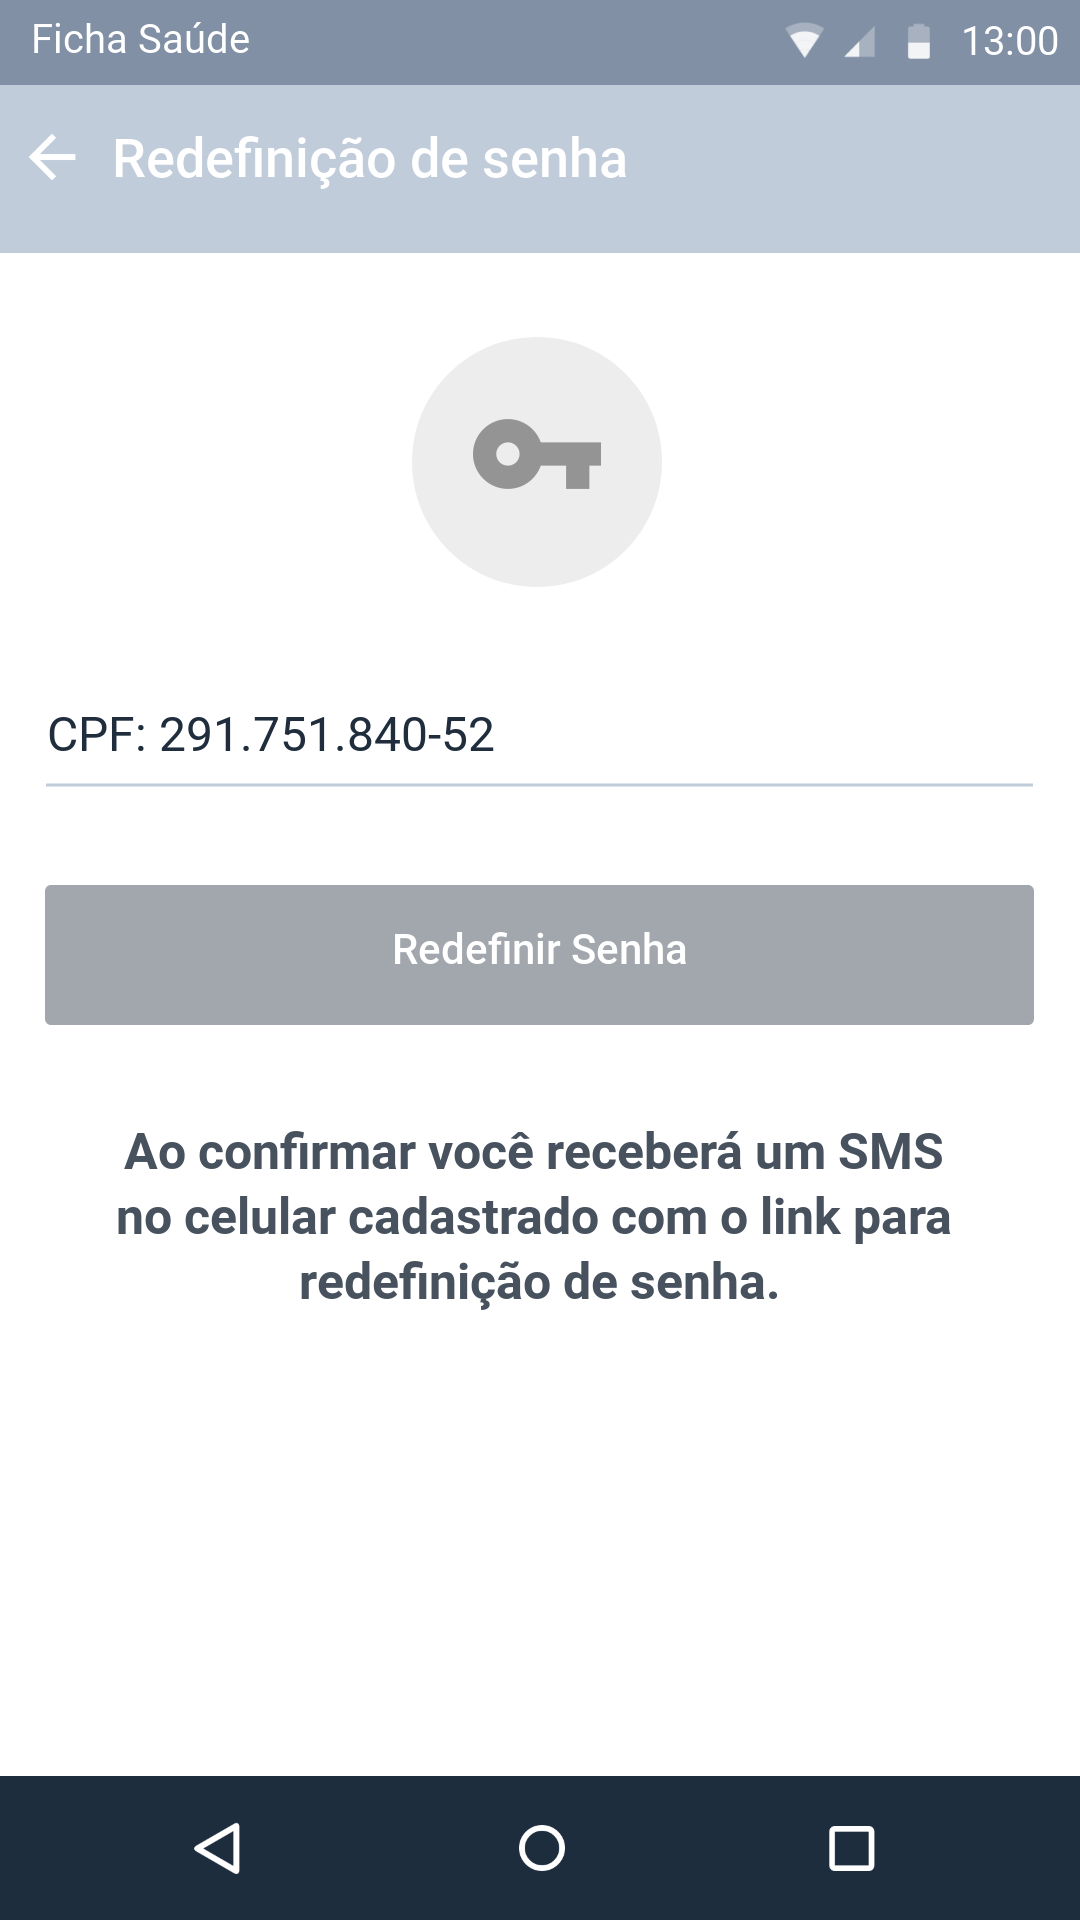 Ficha Saúde
13:00
Redefinição de senha
CPF: 291.751.840-52
Redefinir Senha
Ao confirmar você receberá um SMS
no celular cadastrado com o link para
redefinição de senha.